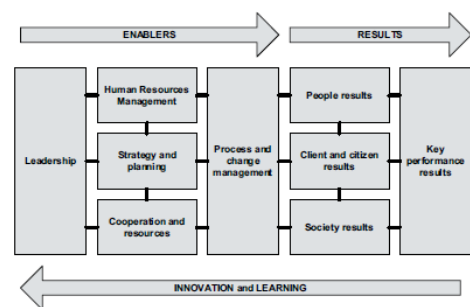 ENABLERS
RESULTS
Leadership
Human Resources
Management
Strategy and
planning
Cooperation and
resources
Process and
change
management
People results
Client and citizen
results
Society results
Key
performance
results
INNOVATION and LEARNING